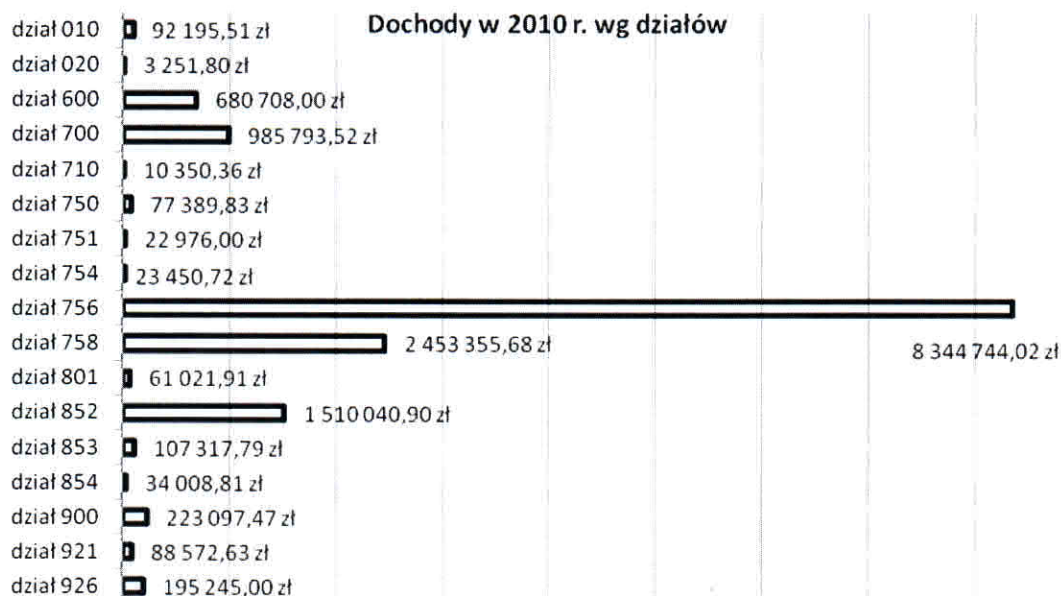 Dochody w 2010 r. wg działów
dział 010 92 195,51 zł
dział 020 3 251,80 zł
dział 600 680 708,00 zł
dział 700 985 793,52 zł
dział 710 10 350,36 zł
dział 750 77 389,83 zł
dział 751 22 976,00 zł
dział 754 23 450,72 zł
dział 756 8 344 744,02 zł
dział 758 2 453 355,68 zł
dział 801 61 021,91 zł
dział 852 1 510 040,90 zł
dział 853 107 317,79 zł
dział 854 34 008,81 zł
dział 900 223 097,47 zł
dział 921 88 572,63 zł
dział 926 195 245,00 zł